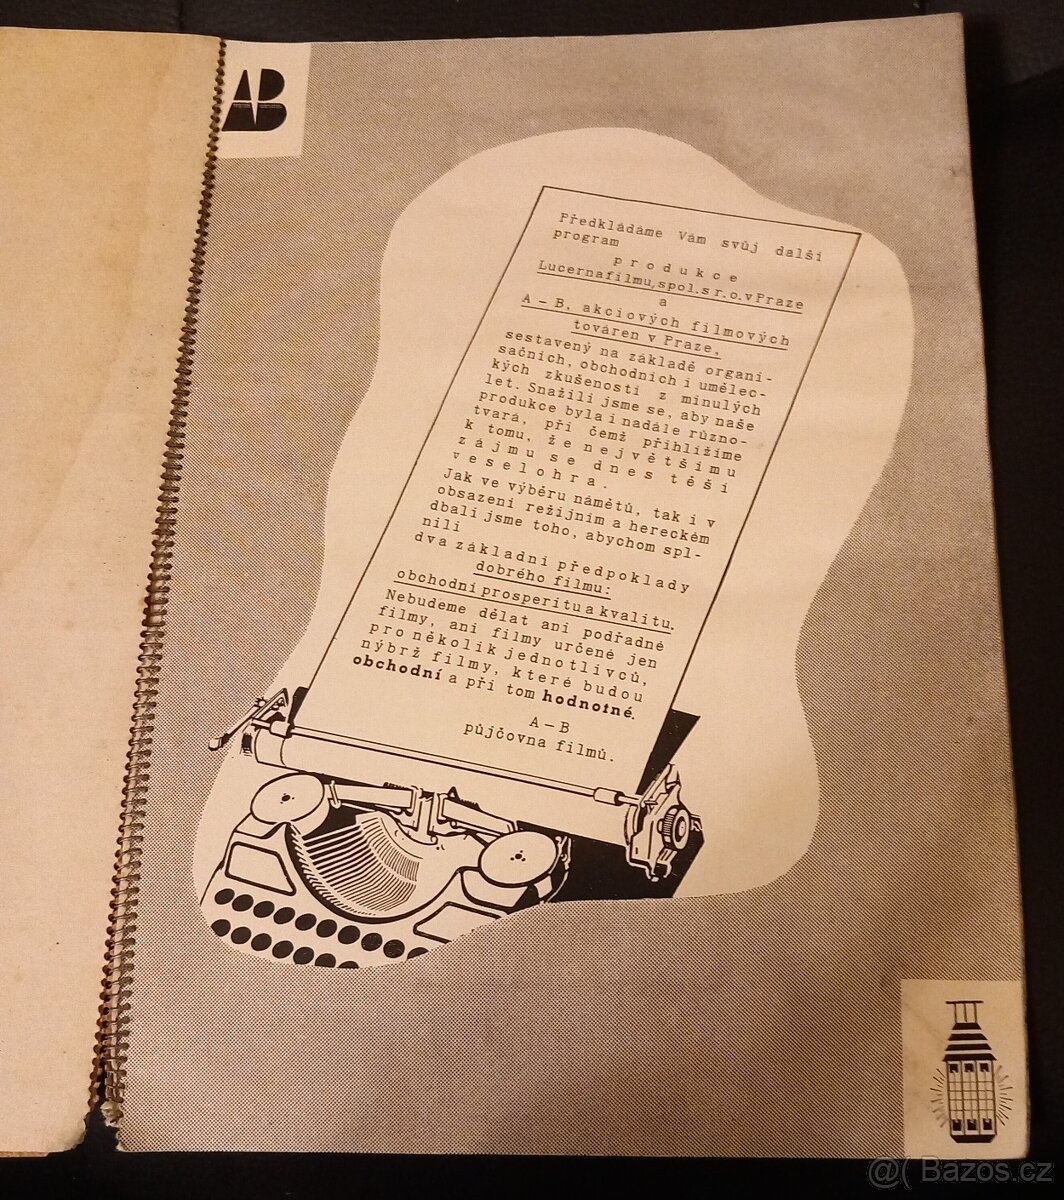 AB
Předkládáme Vám svůj další
program
produkce
Lucernafilmu, spol. s r. o. v Praze
a
A – B, akciových filmových
továren v Praze,
sestavený na základě organi-
sačních, obchodních i umělec-
kých zkušeností z minulých
let. Snažili jsme se, aby naše
produkce byla i nadále různo-
tvará, při čemž přihlížíme
k tomu, že největšímu
zájmu se dnes těší
veselohra.
Jak ve výběru námětů, tak i v
obsazení režijním a hereckém
dbali jsme toho, abychom spl-
nili
dva základní předpoklady
dobrého filmu:
obchodní prosperitu a kvalitu.
Nebudeme dělat ani podřadné
filmy, ani filmy určené jen
pro několik jednotlivců,
nýbrž filmy, které budou
obchodní a při tom hodnotné.
A – B
půjčovna filmů.
@( Bazos.cz